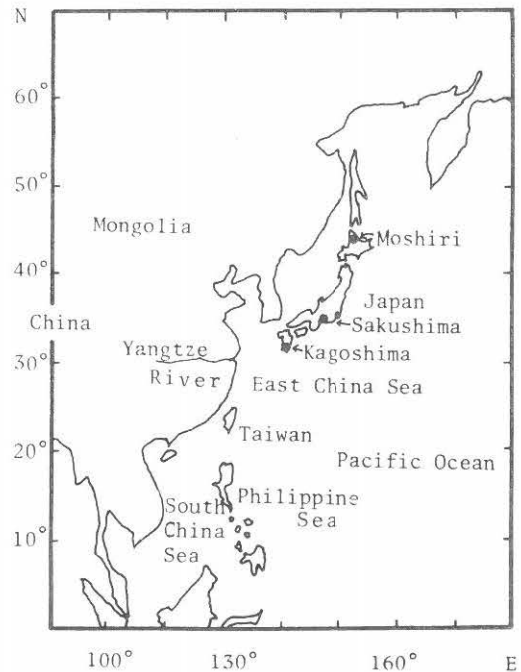 N
60°
50°
Mongolia
Moshiri
40°
Japan
China
Sakushima
Yangtze
Kagoshima
30°
River
East China Sea
Taiwan
20°
Pacific Ocean
Philippine
South
Sea
China
10°
Sea
100°
130°
160°
E